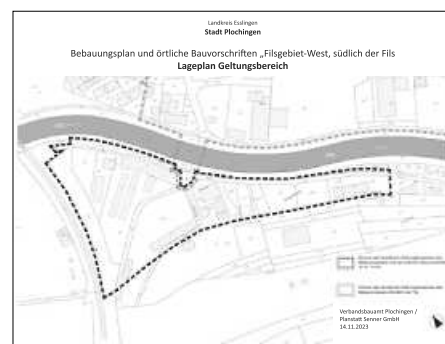 Landkreis Esslingen
Stadt Plochingen
Bebauungsplan und örtliche Bauvorschriften „Filsgebiet-West, südlich der Fils
Lageplan Geltungsbereich
Verbandsbauamt Plochingen /
Planstatt Senner GmbH
14.11.2023